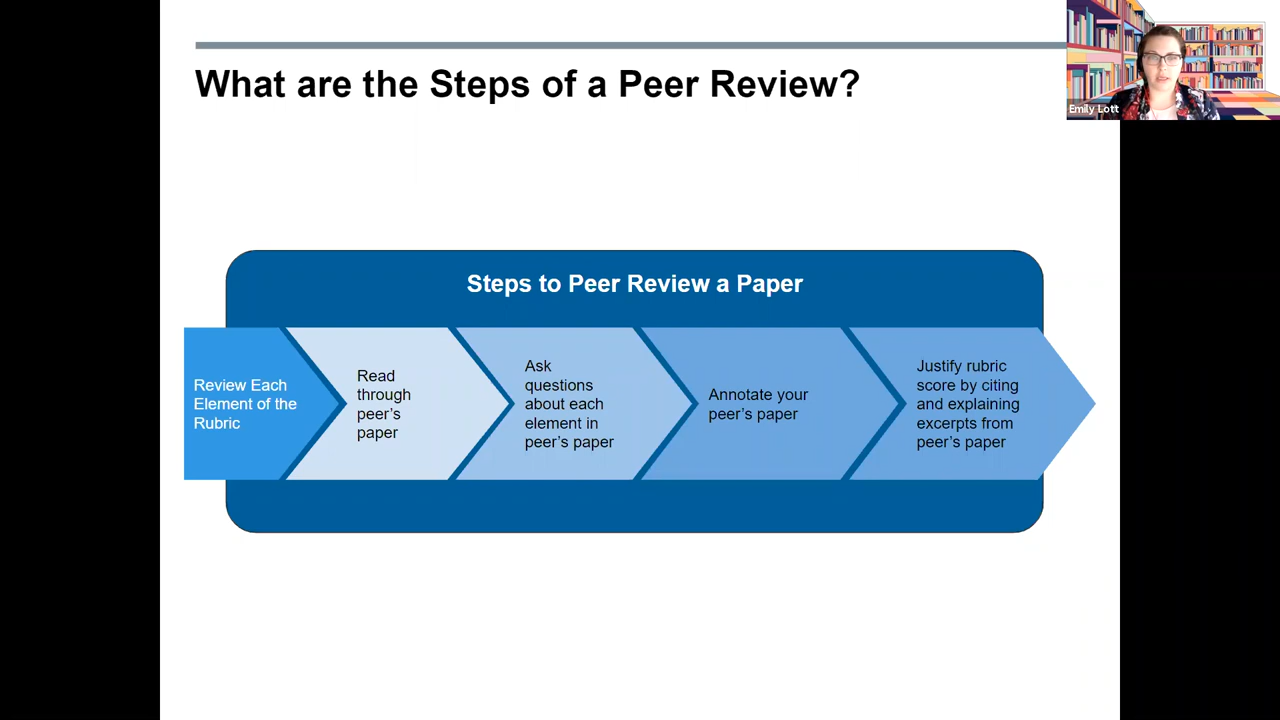 What are the Steps of a Peer Review?
Emily Lott
Steps to Peer Review a Paper
Review Each
Element of the
Rubric
Read
through
peer’s
paper
Ask
questions
about each
element in
peer’s paper
Annotate your
peer’s paper
Justify rubric
score by citing
and explaining
excerpts from
peer’s paper